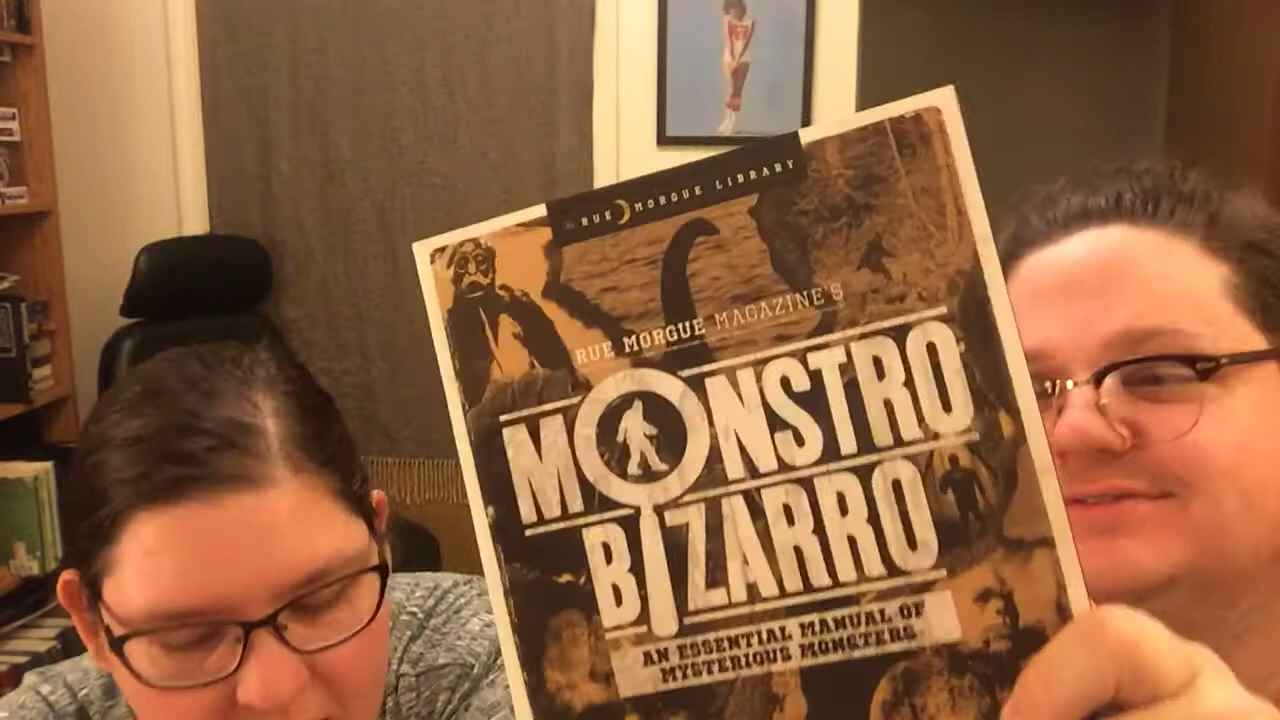 RUE MORGUE LIBRARY
RUE MORGUE MAGAZINE'S
MONSTRO
BIZARRO
AN ESSENTIAL MANUAL OF
MYSTERIOUS MONSTERS